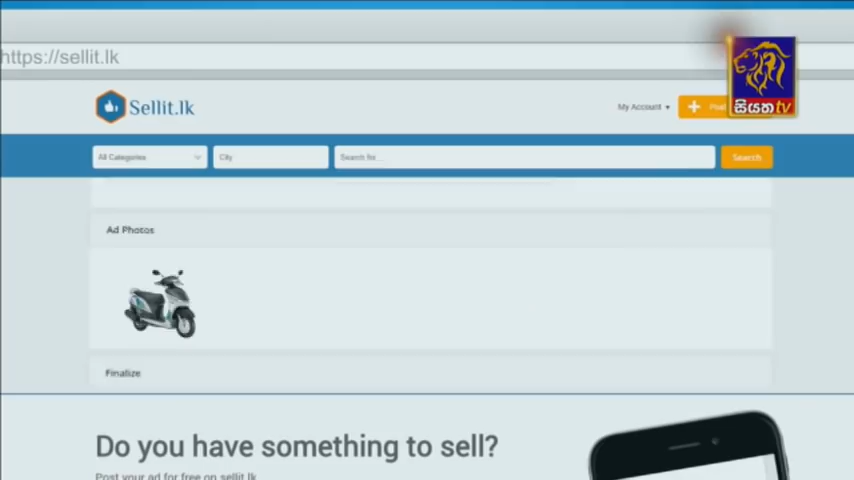 https://sellit.lk
Sellit.lk
My Account
සියත tv
All Categories
City
Search for...
Search
Ad Photos
Finalize
Do you have something to sell?
Post your ad for free on sellit.lk